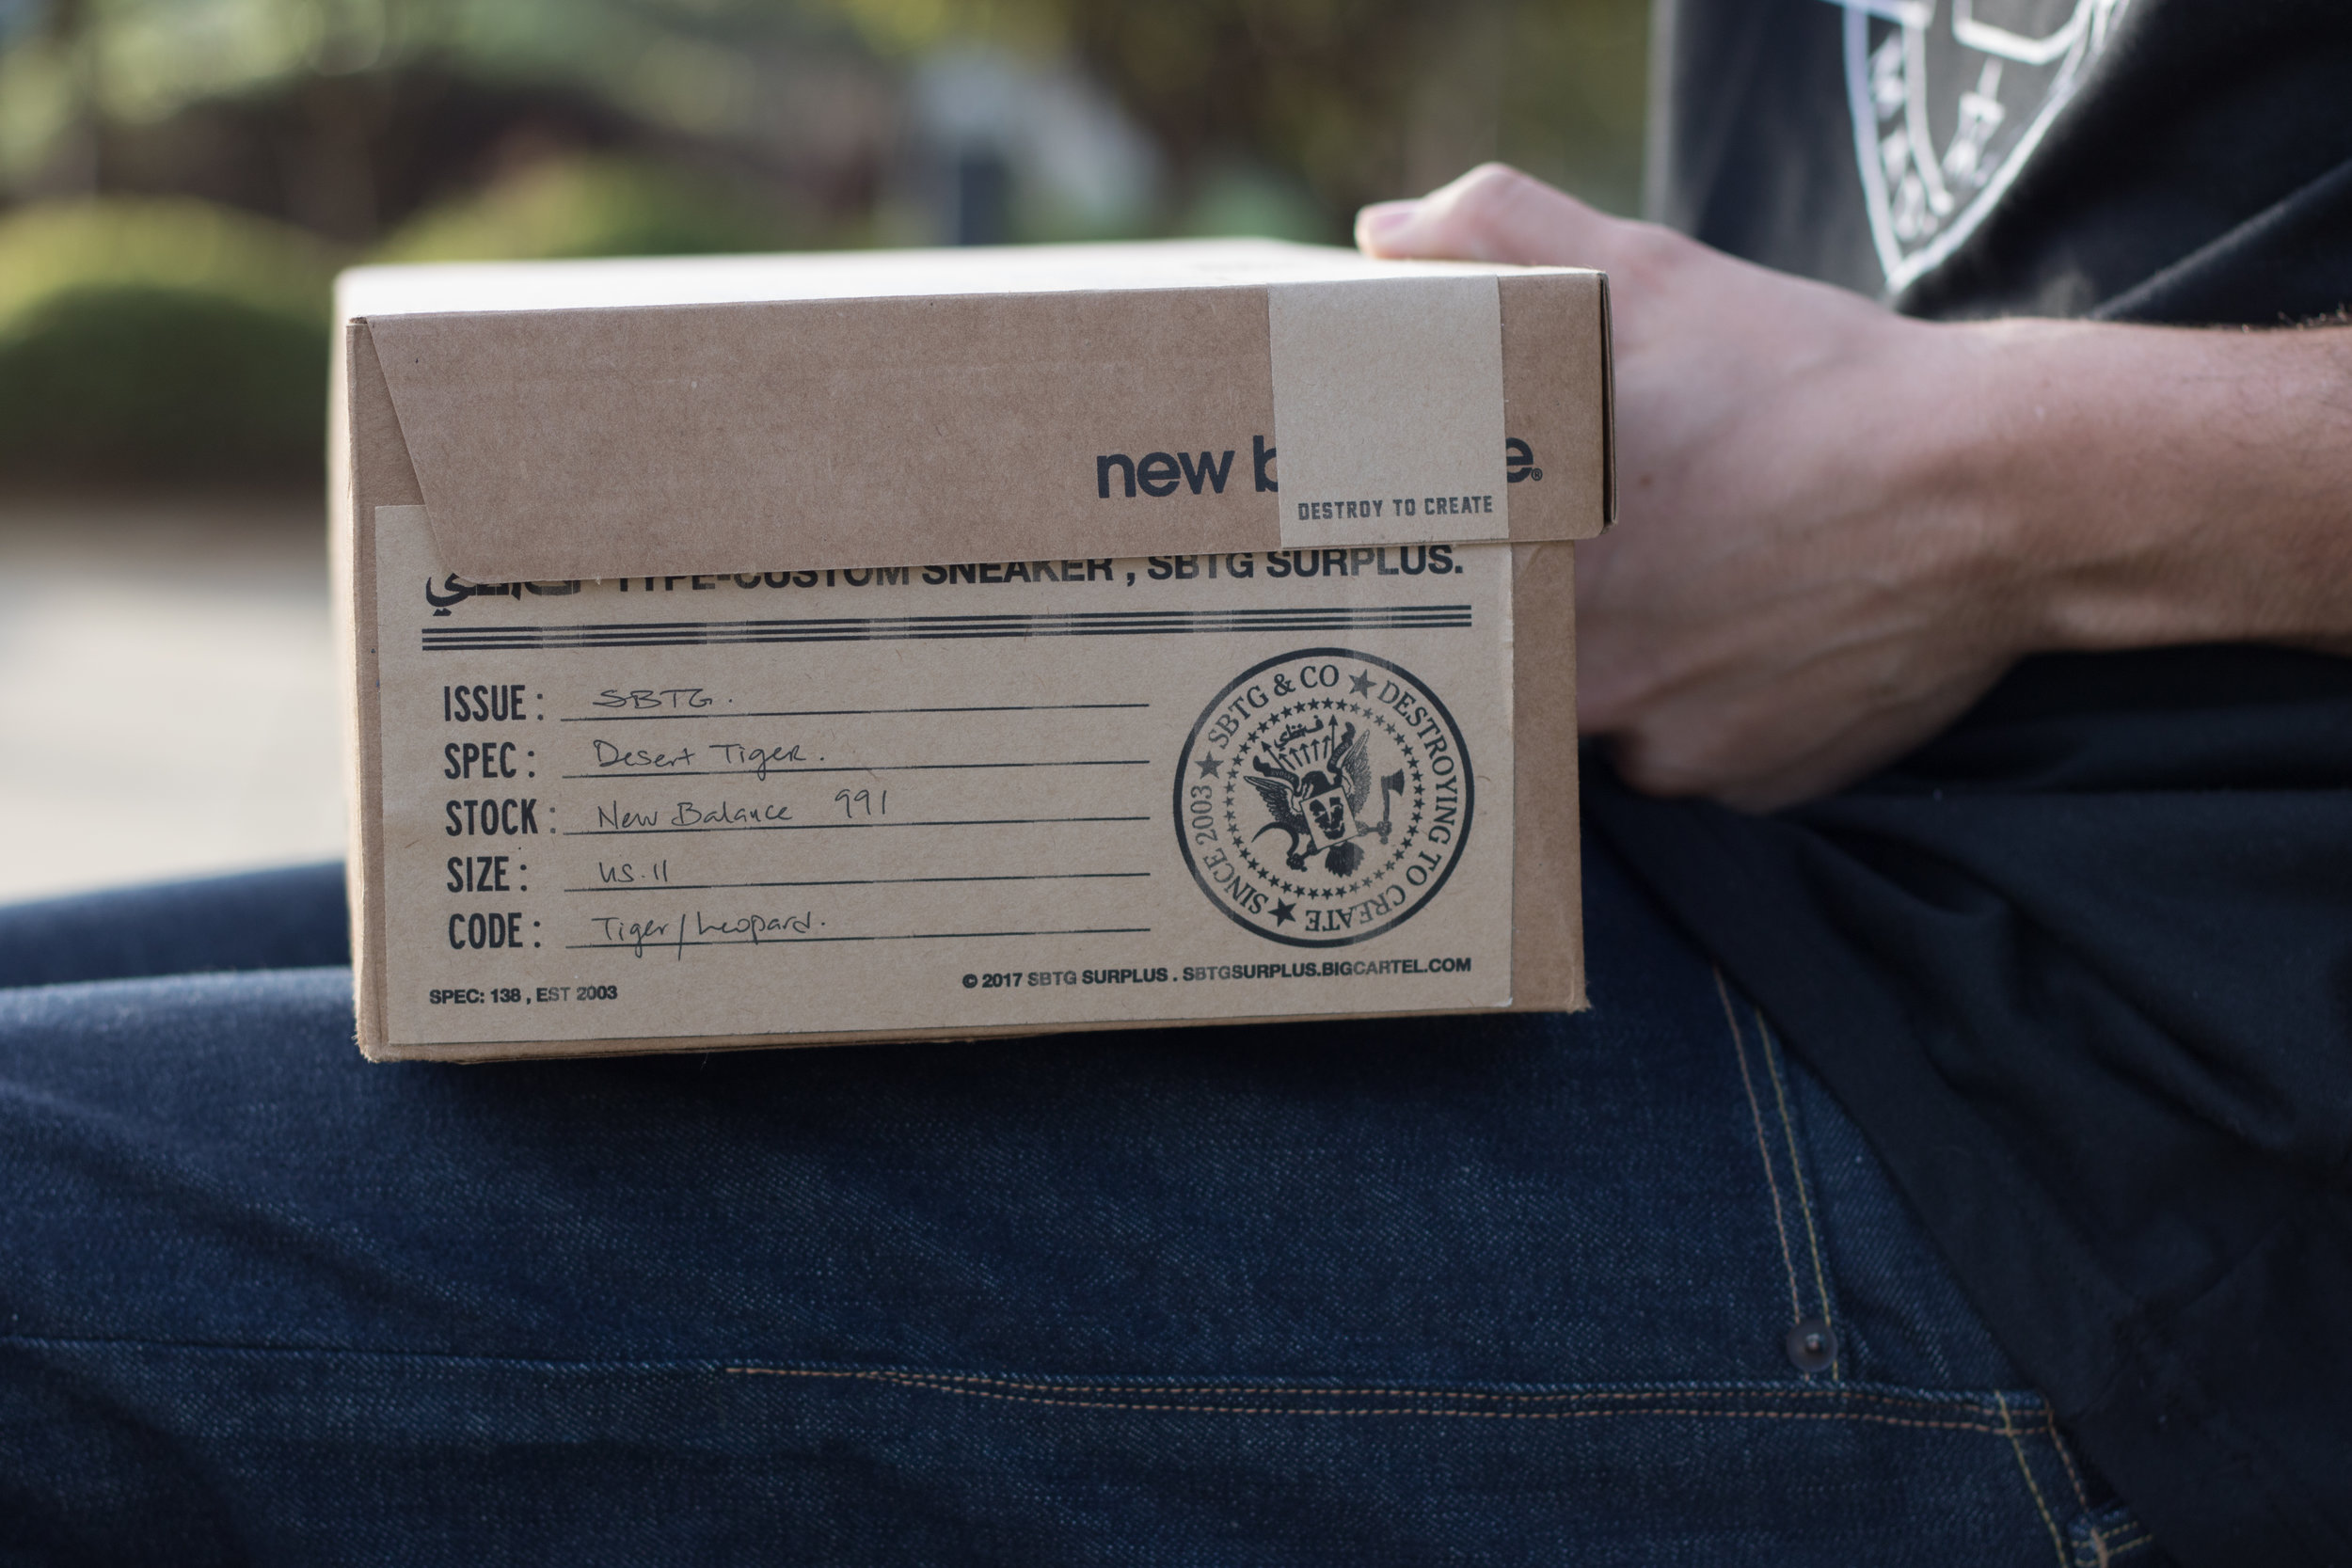 new
DESTROY TO CREATE
TYPE-CUSTOM SNEAKER, SBTG SURPLUS.
ISSUE: SBTG.
SPEC: Desert Tiger.
STOCK: New Balance 991
SIZE: US.11
CODE: Tiger/Leopard.
SBTG & CO ★ DESTROYING TO CREATE ★ SINCE 2003 ★
SPEC: 138, EST 2003
© 2017 SBTG SURPLUS. SBTGSURPLUS.BIGCARTEL.COM